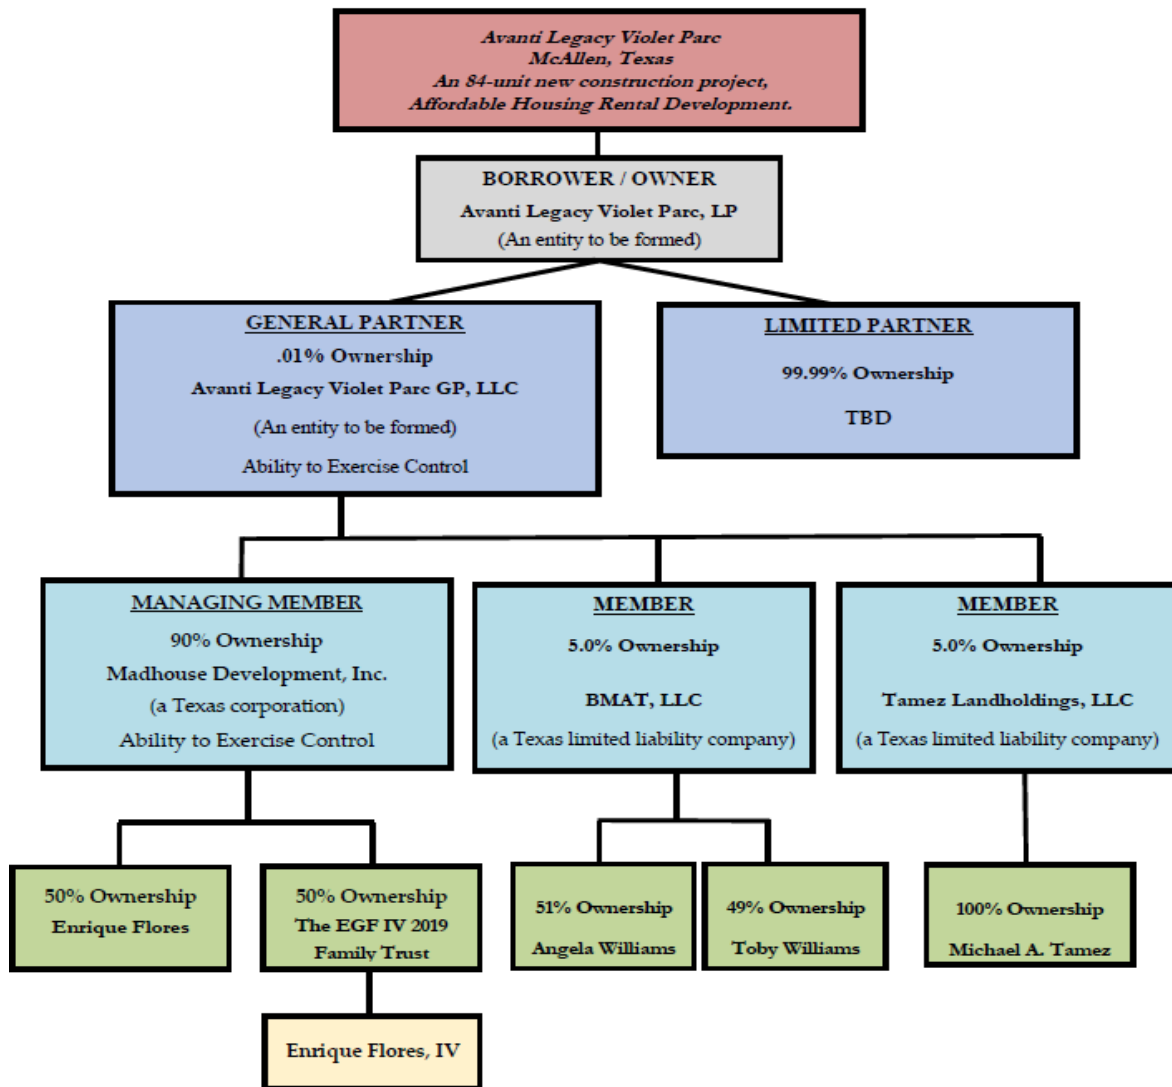 Avanti Legacy Violet Parc
McAllen, Texas
An 84-unit new construction project,
Affordable Housing Rental Development.
BORROWER / OWNER
Avanti Legacy Violet Parc, LP
(An entity to be formed)
GENERAL PARTNER
.01% Ownership
Avanti Legacy Violet Parc GP, LLC
(An entity to be formed)
Ability to Exercise Control
LIMITED PARTNER
99.99% Ownership
TBD
MANAGING MEMBER
90% Ownership
Madhouse Development, Inc.
(a Texas corporation)
Ability to Exercise Control
MEMBER
5.0% Ownership
BMAT, LLC
(a Texas limited liability company)
MEMBER
5.0% Ownership
Tamez Landholdings, LLC
(a Texas limited liability company)
50% Ownership
Enrique Flores
50% Ownership
The EGF IV 2019
Family Trust
51% Ownership
Angela Williams
49% Ownership
Toby Williams
100% Ownership
Michael A. Tamez
Enrique Flores, IV